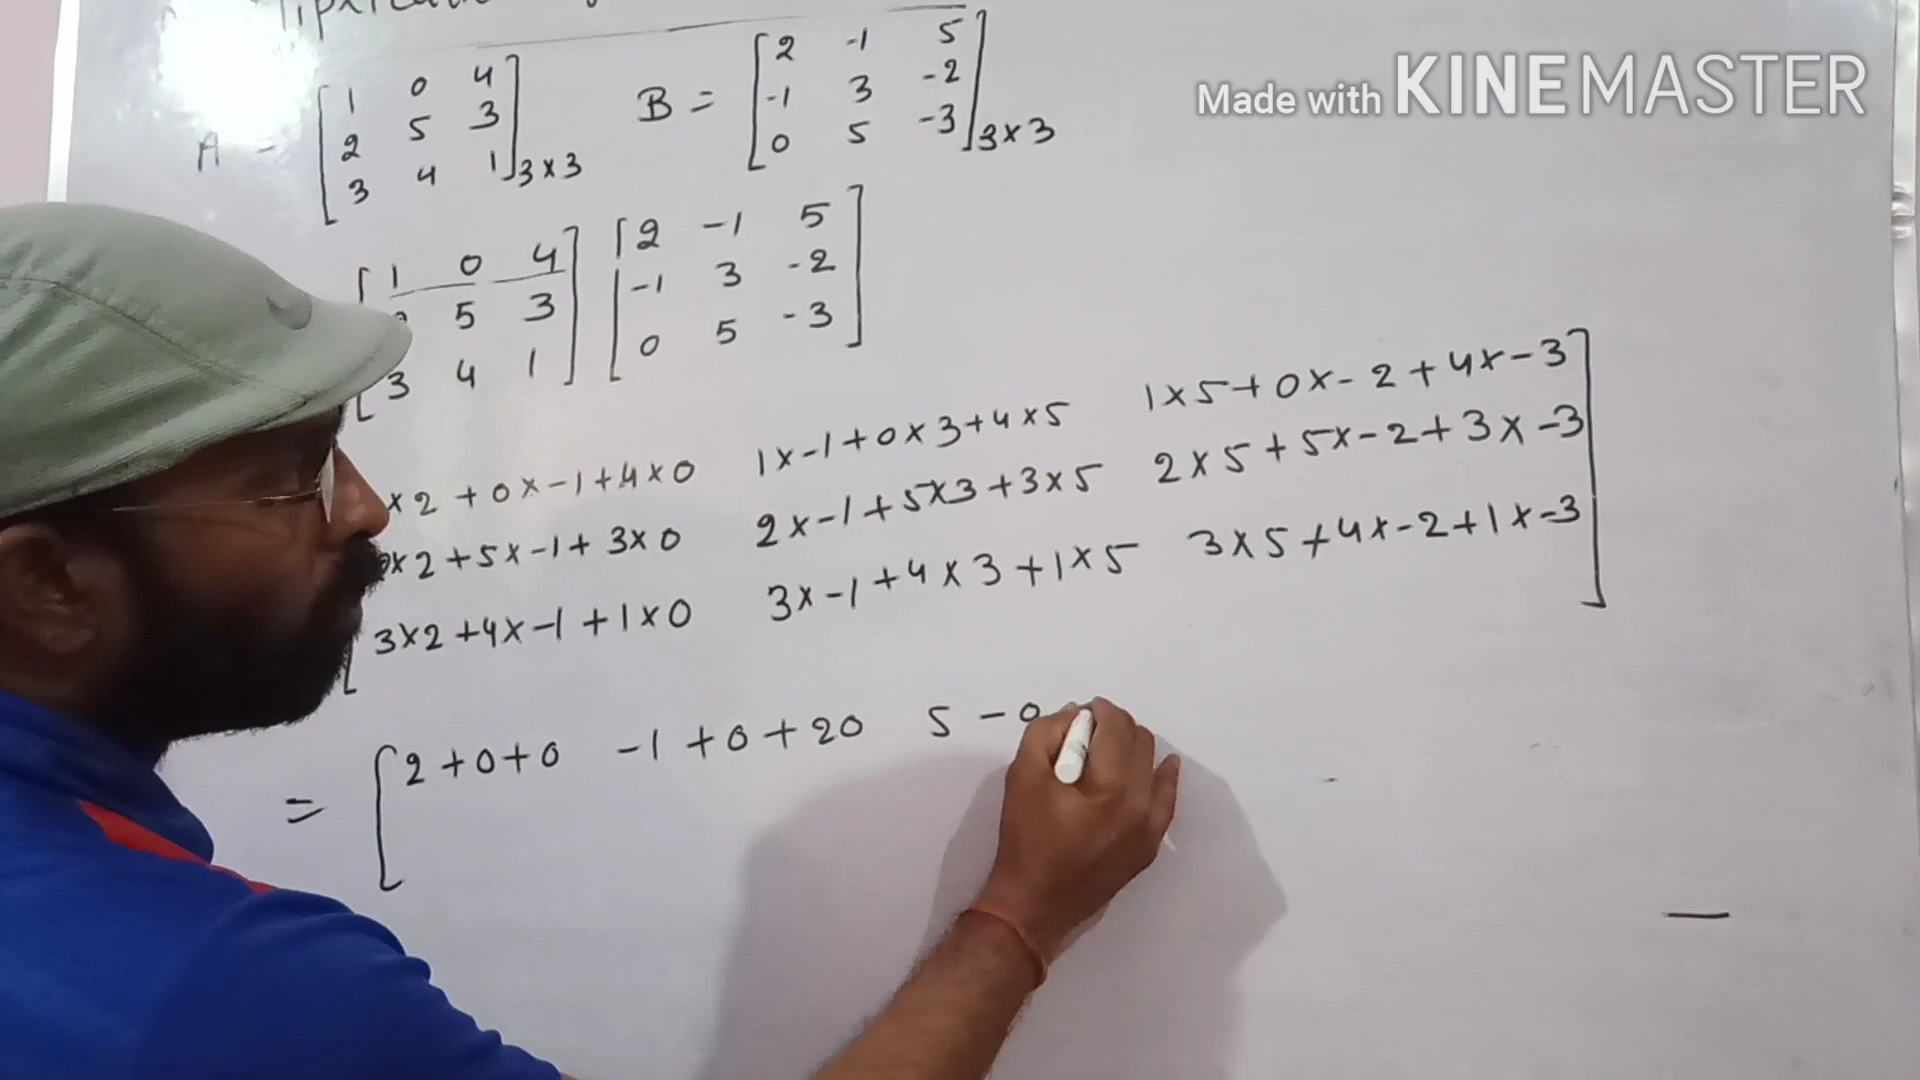 Made with KINEMASTER
A = [1 0 4
2 5 3
3 4 1] 3×3
B = [2 -1 5
-1 3 -2
0 5 -3] 3×3
[1 0 4
5 3
3 4 1]
[2 -1 5
-1 3 -2
0 5 -3]
×2+0×-1+4×0 1×-1+0×3+4×5 1×5+0×-2+4×-3
×2+5×-1+3×0 2×-1+5×3+3×5 2×5+5×-2+3×-3
3×2+4×-1+1×0 3×-1+4×3+1×5 3×5+4×-2+1×-3]
= [2+0+0 -1+0+20 5-0